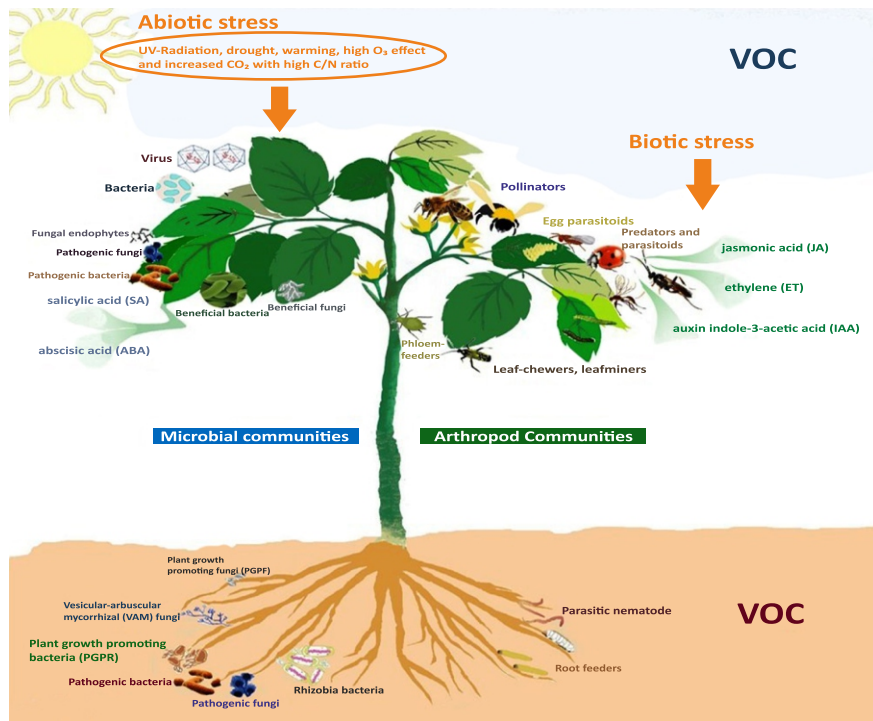 Abiotic stress
UV-Radiation, drought, warming, high O₃ effect
and increased CO₂ with high C/N ratio
VOC
Biotic stress
Virus
Bacteria
Fungal endophytes
Pathogenic fungi
Pathogenic bacteria
salicylic acid (SA)
abscisic acid (ABA)
Beneficial bacteria
Beneficial fungi
Pollinators
Egg parasitoids
Predators and
parasitoids
jasmonic acid (JA)
ethylene (ET)
auxin indole-3-acetic acid (IAA)
Phloem-
feeders
Leaf-chewers, leafminers
Microbial communities
Arthropod Communities
Plant growth
promoting fungi (PGPF)
Vesicular-arbuscular
mycorrhizal (VAM) fungi
Plant growth promoting
bacteria (PGPR)
Pathogenic bacteria
Pathogenic fungi
Rhizobia bacteria
Parasitic nematode
Root feeders
VOC